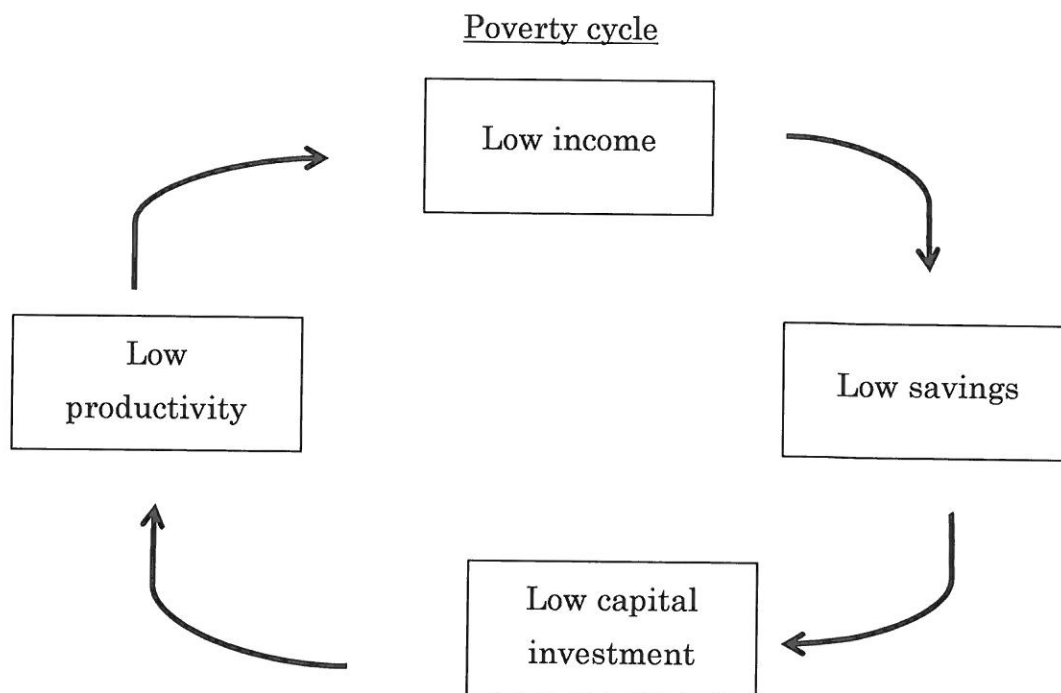 Poverty cycle
Low income
Low savings
Low capital
investment
Low
productivity